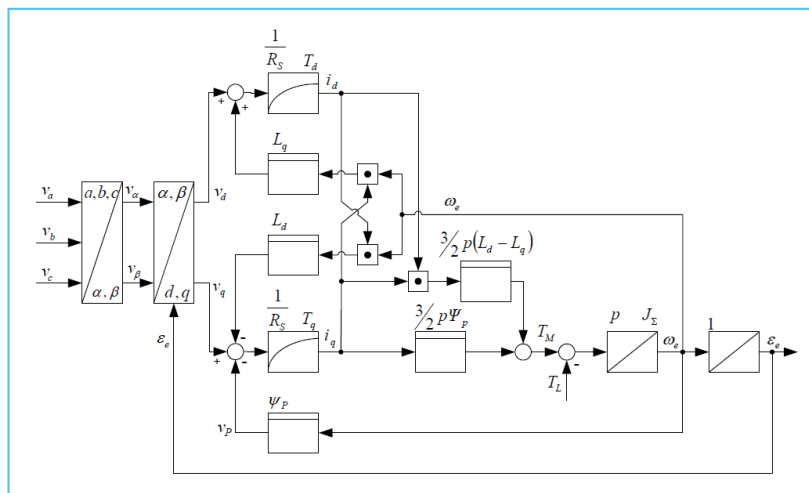 1
R_S
T_d
i_d
+
+
L_q
v_a
v_b
v_c
a,b,c
α,β
v_α
v_β
α,β
d,q
v_d
v_q
ω_e
L_d
3/2 p(L_d − L_q)
1
R_S
T_q
i_q
3/2 pΨ_p
T_M
p
J_Σ
ω_e
1
ε_e
-
-
+
-
T_L
ε_e
v_P
ψ_P